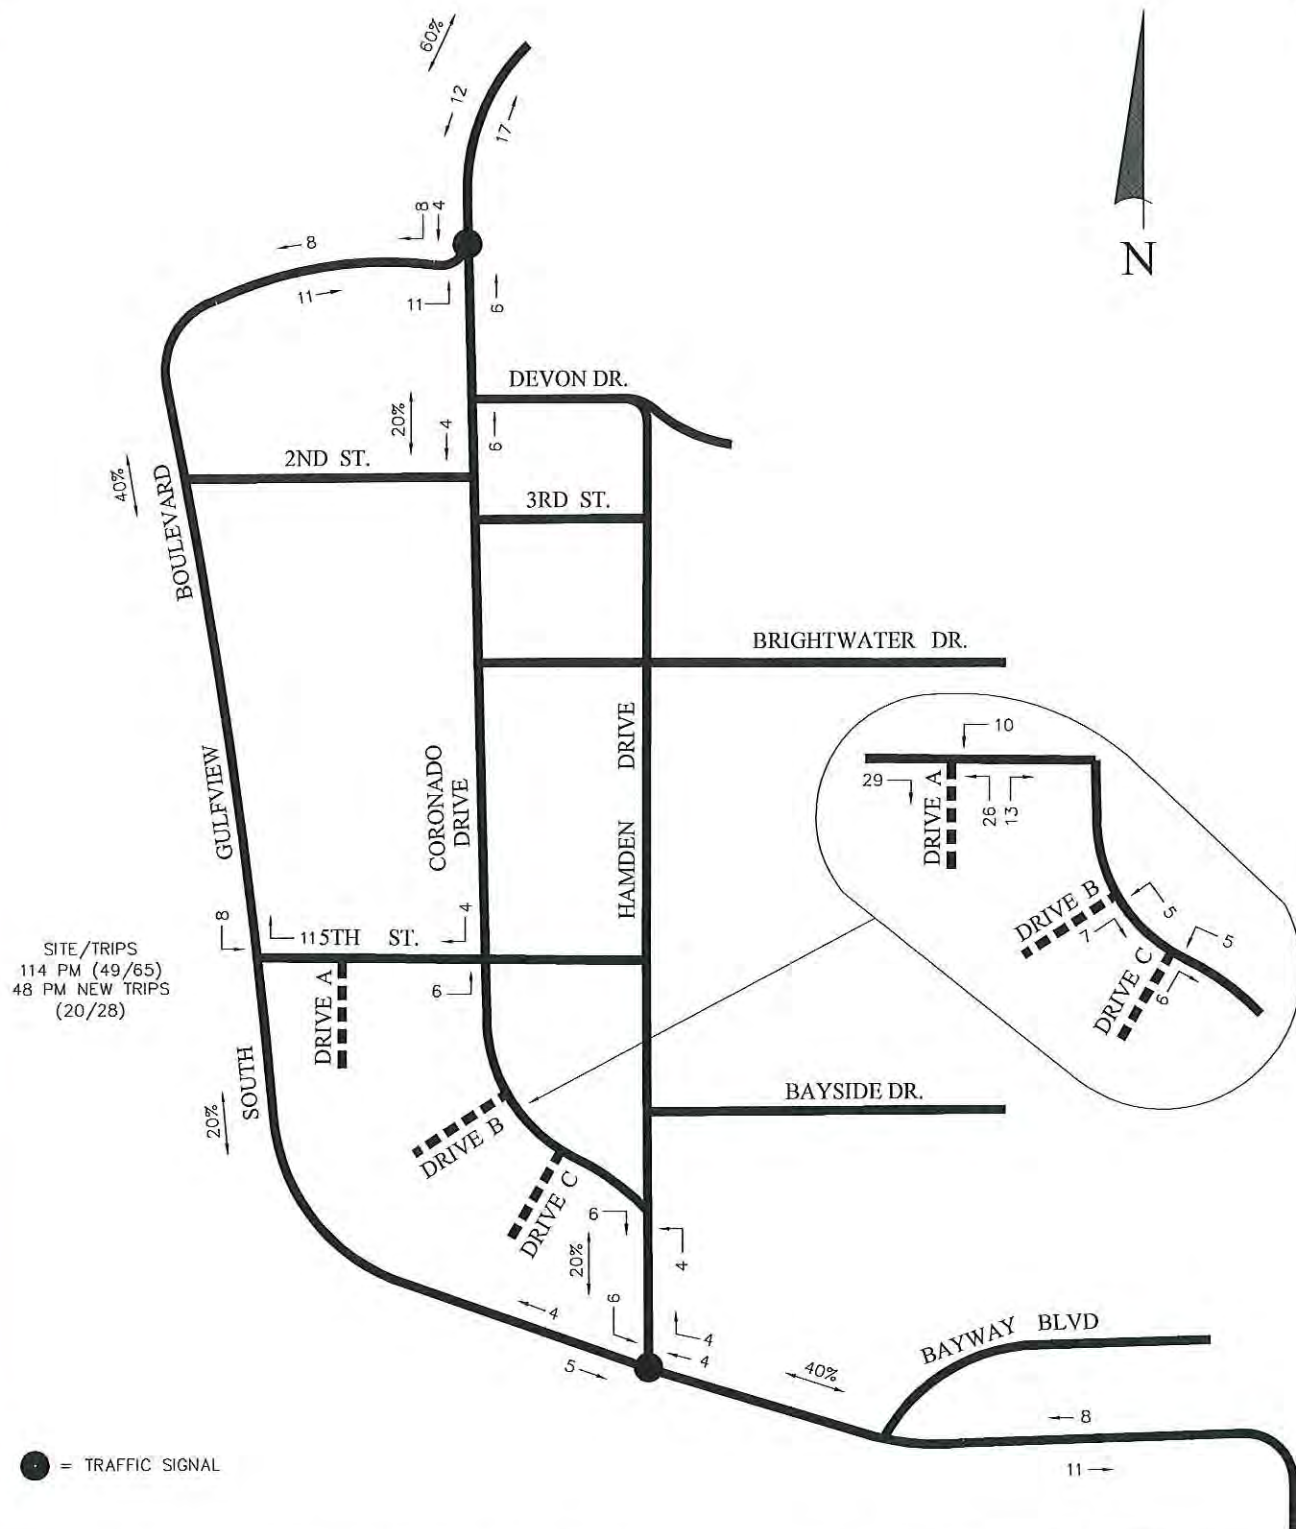 60%
12
17
8
4
8
11
11
6
N
DEVON DR.
20%
4
6
2ND ST.
40%
3RD ST.
BOULEVARD
BRIGHTWATER DR.
GULFVIEW
CORONADO
DRIVE
HAMDEN DRIVE
10
29
DRIVE A
26
13
DRIVE B
5
7
5
DRIVE C
6
8
4
11
5TH ST.
6
SITE/TRIPS
114 PM (49/65)
48 PM NEW TRIPS
(20/28)
DRIVE A
SOUTH
20%
BAYSIDE DR.
DRIVE B
DRIVE C
6
20%
4
6
4
4
4
5
40%
BAYWAY BLVD
8
11
= TRAFFIC SIGNAL